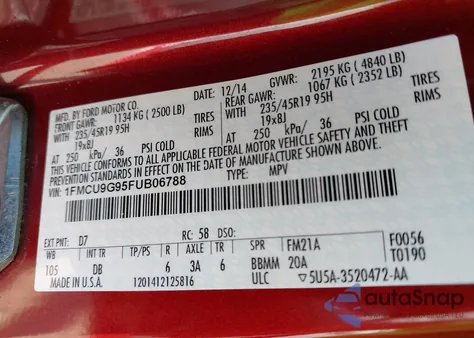 MFD. BY FORD MOTOR CO.
DATE: 12/14 GVWR: 2195 KG (4840 LB)
FRONT GAWR: 1134 KG (2500 LB) REAR GAWR: 1067 KG (2352 LB)
WITH WITH
235/45R19 95H TIRES 235/45R19 95H TIRES
19x8J RIMS 19x8J RIMS
AT 250 kPa/ 36 PSI COLD AT 250 kPa/ 36 PSI COLD
THIS VEHICLE CONFORMS TO ALL APPLICABLE FEDERAL MOTOR VEHICLE SAFETY AND THEFT
PREVENTION STANDARDS IN EFFECT ON THE DATE OF MANUFACTURE SHOWN ABOVE.
VIN: 1FMCU9G95FUB06788
TYPE: MPV
EXT PNT: D7 RC: 58 DSO: FM21A F0056
WB TP/PS R AXLE TR SPR BBMM 20A T0190
105 DB 6 3A 6 ULC ▽5U5A-3520472-AA
MADE IN U.S.A. 1201412125816
autoSnap